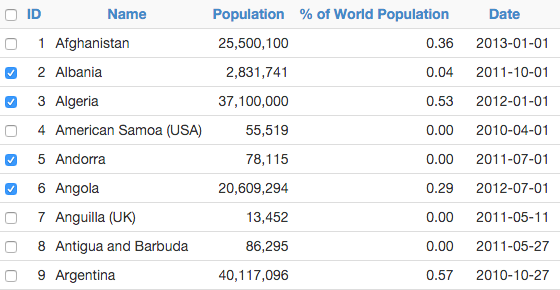 ID Name Population % of World Population Date
1 Afghanistan 25,500,100 0.36 2013-01-01
2 Albania 2,831,741 0.04 2011-10-01
3 Algeria 37,100,000 0.53 2012-01-01
4 American Samoa (USA) 55,519 0.00 2010-04-01
5 Andorra 78,115 0.00 2011-07-01
6 Angola 20,609,294 0.29 2012-07-01
7 Anguilla (UK) 13,452 0.00 2011-05-11
8 Antigua and Barbuda 86,295 0.00 2011-05-27
9 Argentina 40,117,096 0.57 2010-10-27